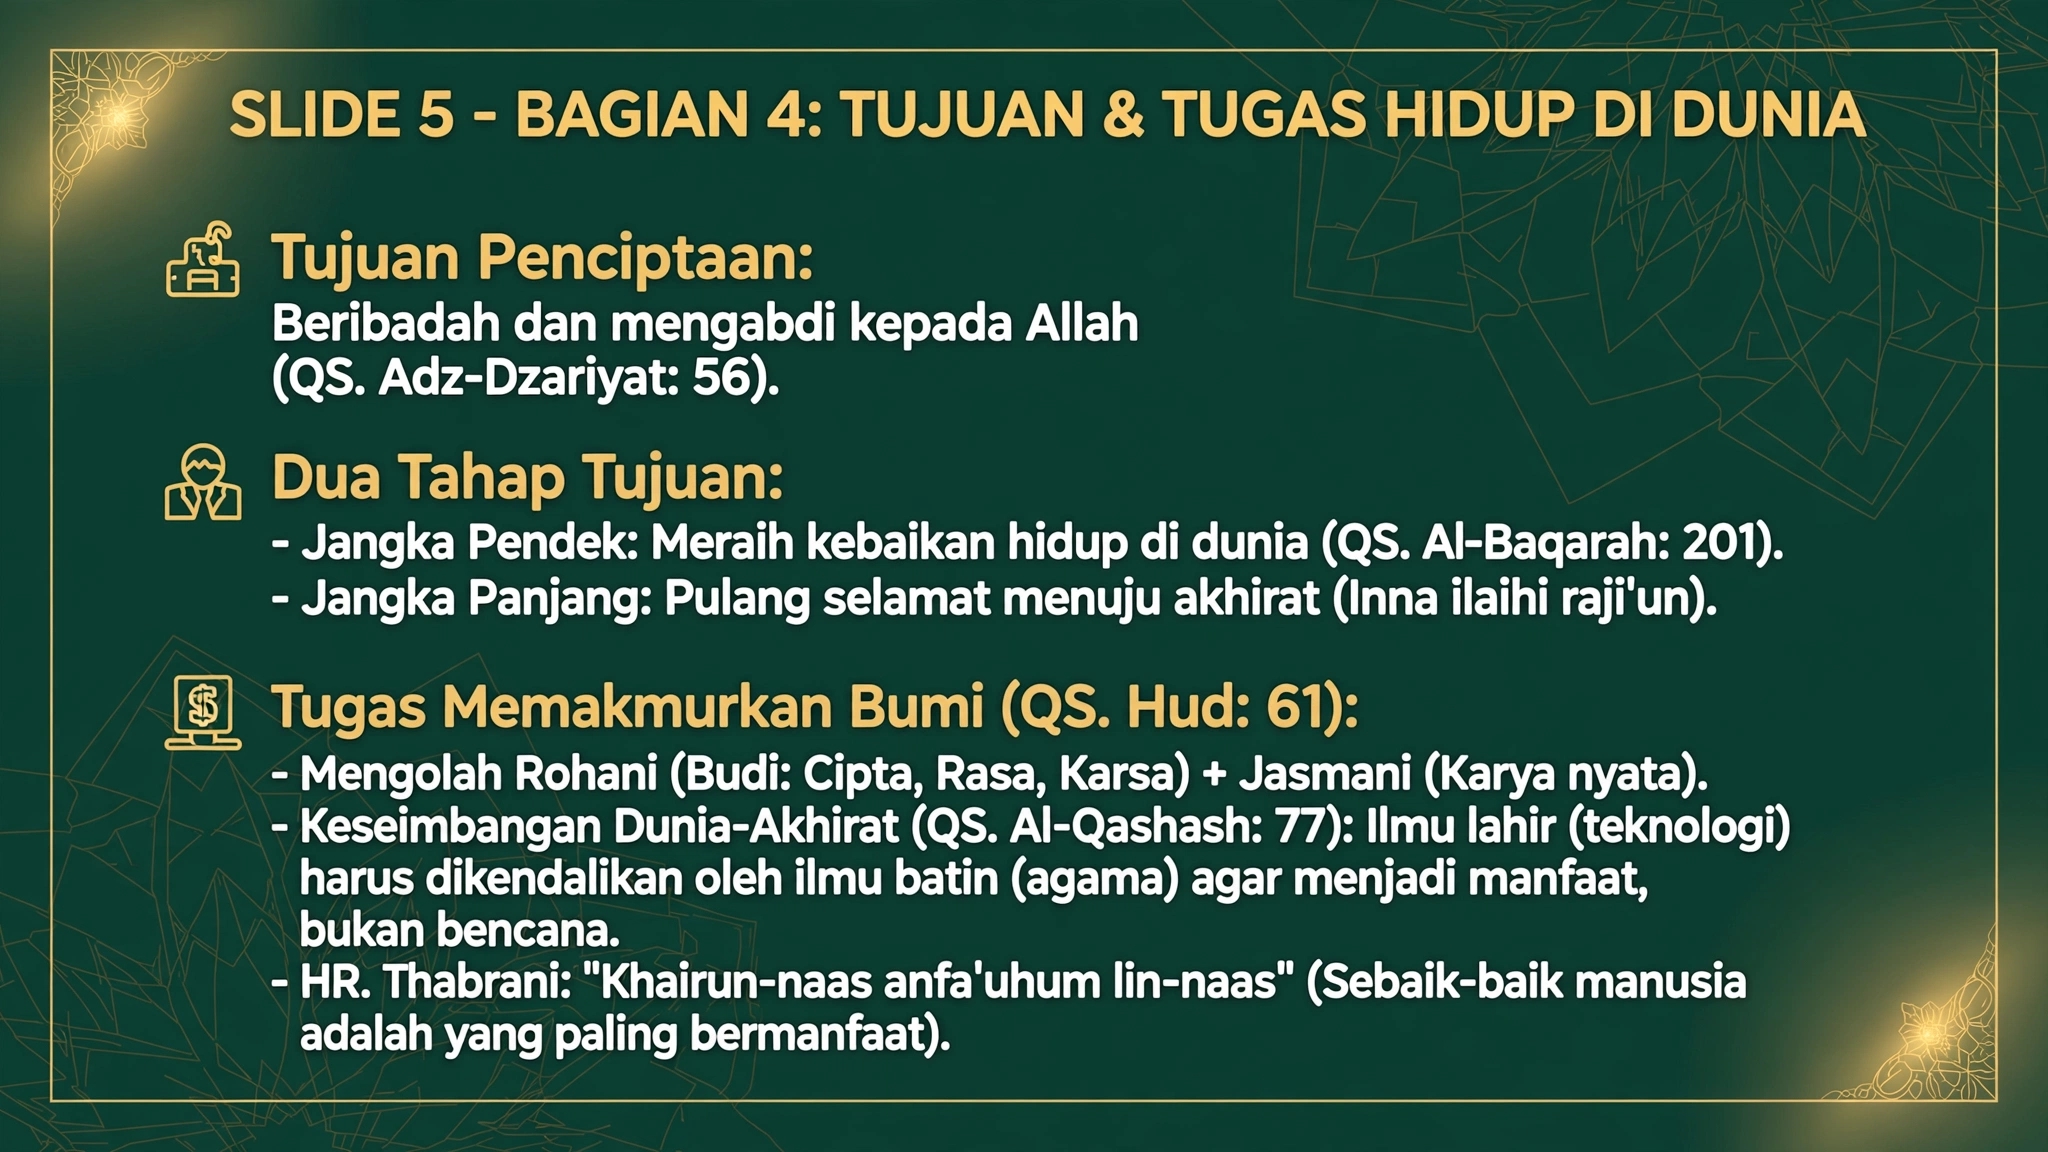 SLIDE 5 - BAGIAN 4: TUJUAN & TUGAS HIDUP DI DUNIA
Tujuan Penciptaan:
Beribadah dan mengabdi kepada Allah
(QS. Adz-Dzariyat: 56).
Dua Tahap Tujuan:
- Jangka Pendek: Meraih kebaikan hidup di dunia (QS. Al-Baqarah: 201).
- Jangka Panjang: Pulang selamat menuju akhirat (Inna ilaihi raji'un).
Tugas Memakmurkan Bumi (QS. Hud: 61):
- Mengolah Rohani (Budi: Cipta, Rasa, Karsa) + Jasmani (Karya nyata).
- Keseimbangan Dunia-Akhirat (QS. Al-Qashash: 77): Ilmu lahir (teknologi)
harus dikendalikan oleh ilmu batin (agama) agar menjadi manfaat,
bukan bencana.
- HR. Thabrani: "Khairun-naas anfa'uhum lin-naas" (Sebaik-baik manusia
adalah yang paling bermanfaat).